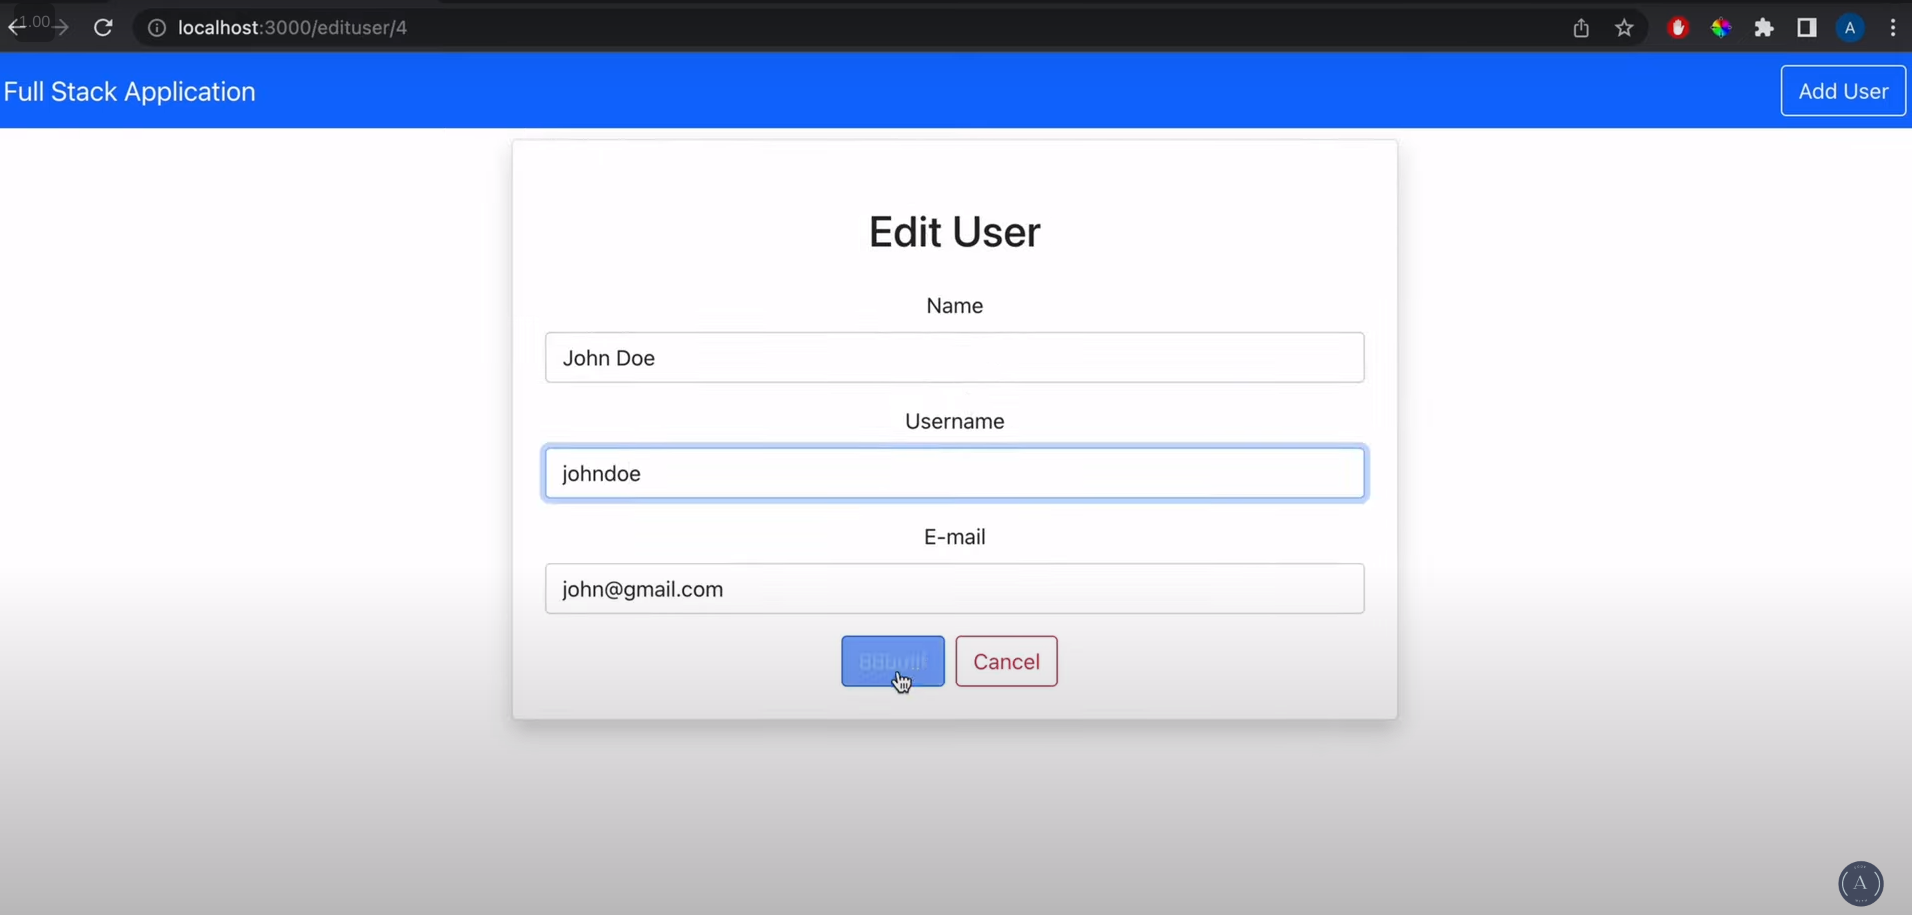 1.00
localhost:3000/edituser/4
A
Full Stack Application
Add User
Edit User
Name
John Doe
Username
johndoe
E-mail
john@gmail.com
Cancel
A